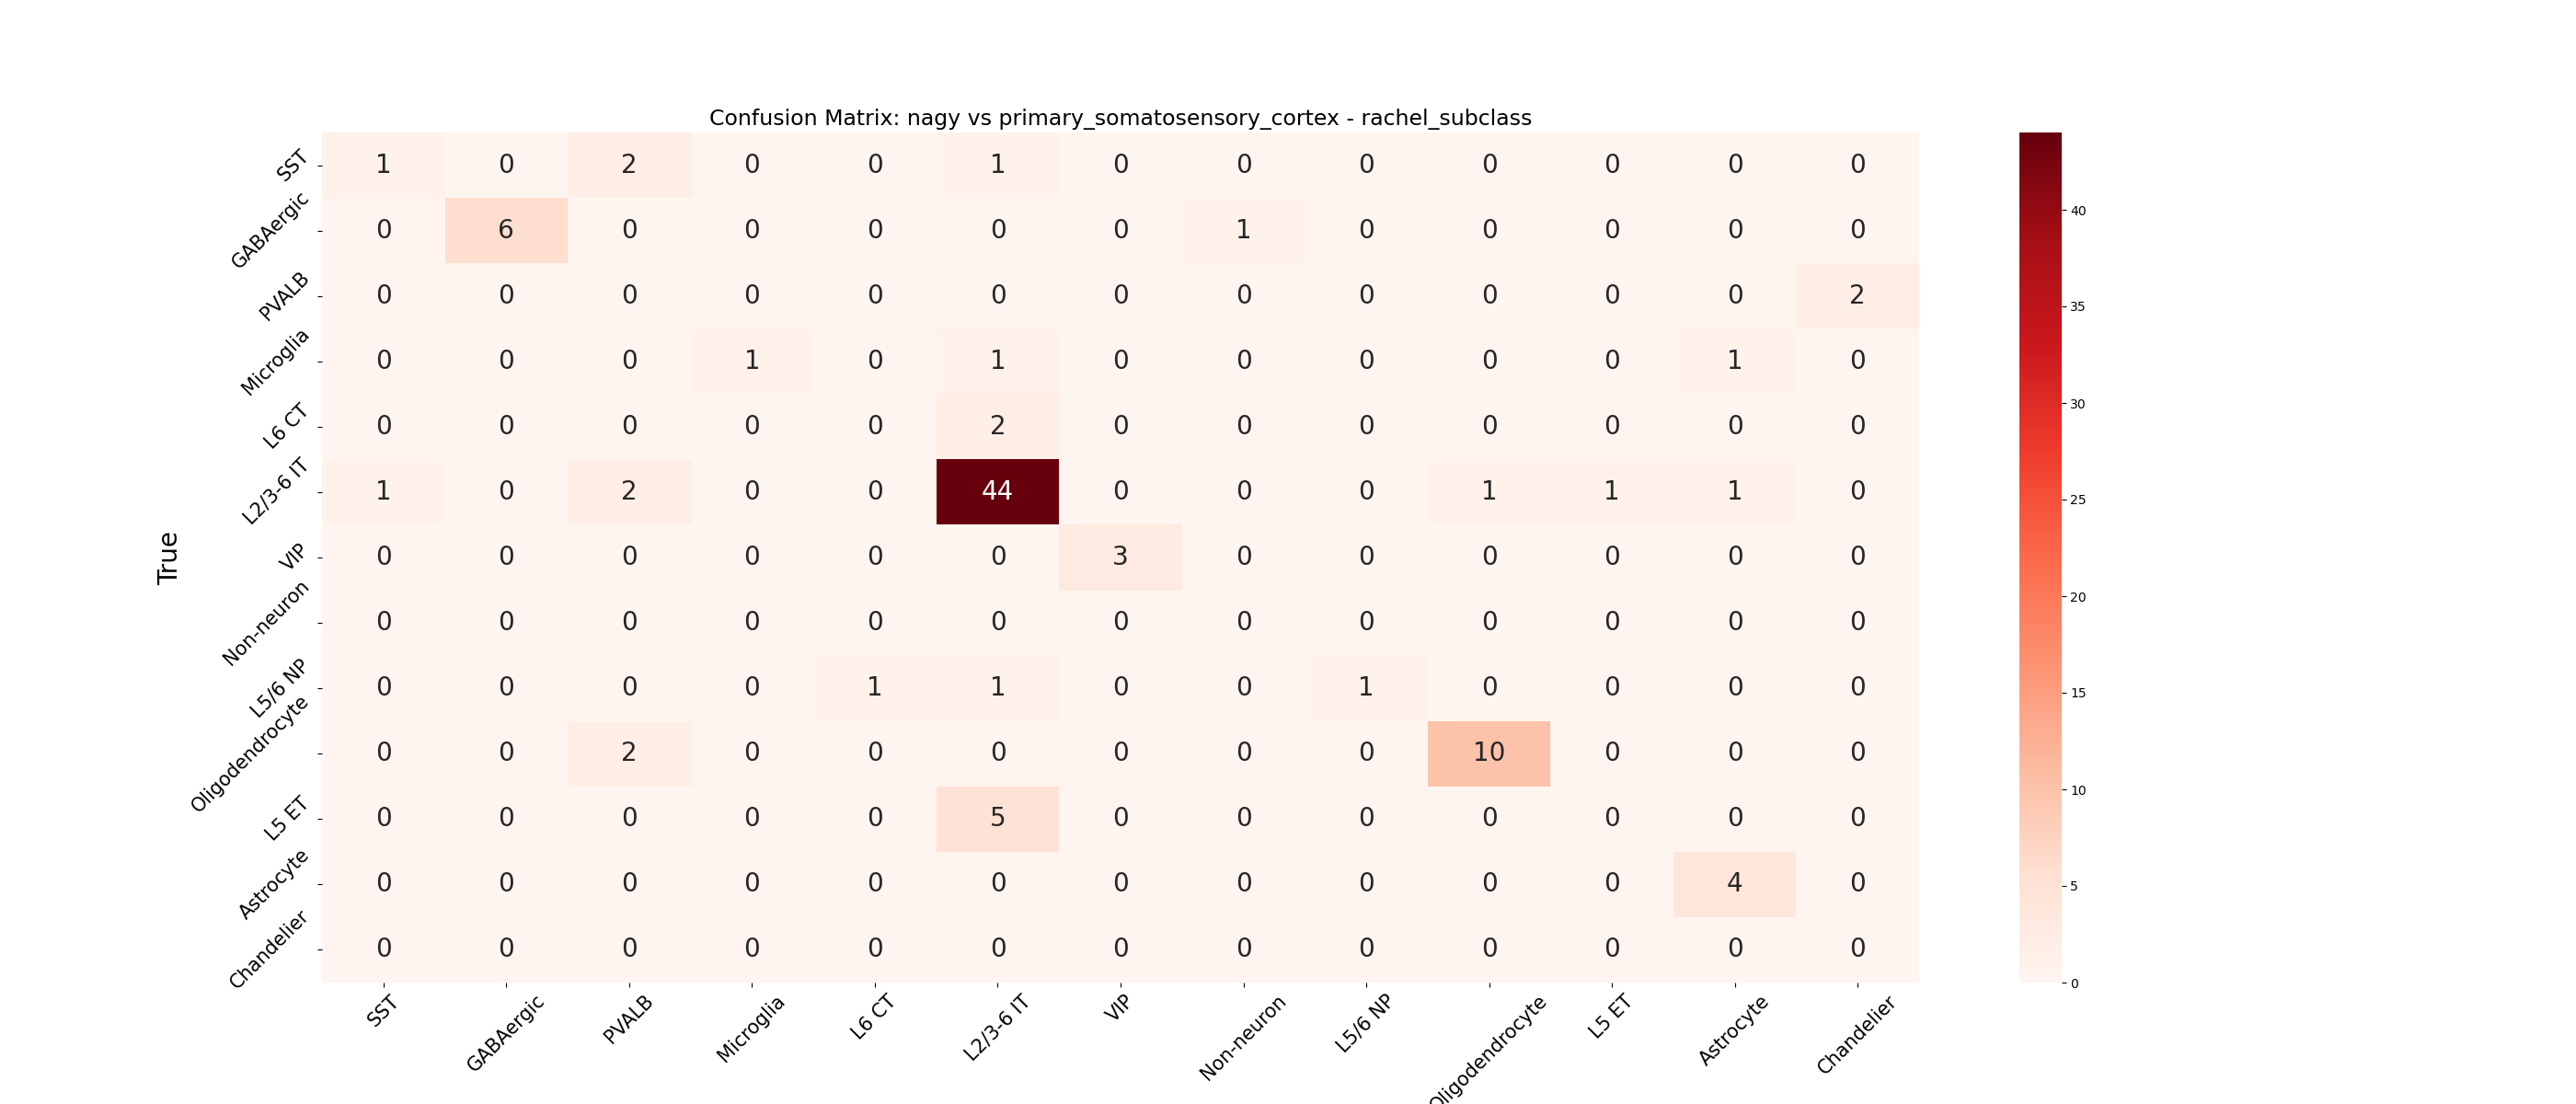 Confusion Matrix: nagy vs primary_somatosensory_cortex - rachel_subclass
SST 1 0 2 0 0 1 0 0 0 0 0 0 0
GABAergic 0 6 0 0 0 0 0 1 0 0 0 0 0
PVALB 0 0 0 0 0 0 0 0 0 0 0 0 2
Microglia 0 0 0 1 0 1 0 0 0 0 0 1 0
L6 CT 0 0 0 0 0 2 0 0 0 0 0 0 0
L2/3-6 IT 1 0 2 0 0 44 0 0 0 1 1 1 0
VIP 0 0 0 0 0 0 3 0 0 0 0 0 0
Non-neuron 0 0 0 0 0 0 0 0 0 0 0 0 0
L5/6 NP 0 0 0 0 1 1 0 0 1 0 0 0 0
Oligodendrocyte 0 0 2 0 0 0 0 0 0 10 0 0 0
L5 ET 0 0 0 0 0 5 0 0 0 0 0 0 0
Astrocyte 0 0 0 0 0 0 0 0 0 0 0 4 0
Chandelier 0 0 0 0 0 0 0 0 0 0 0 0 0
True
SST GABAergic PVALB Microglia L6 CT L2/3-6 IT VIP Non-neuron L5/6 NP Oligodendrocyte L5 ET Astrocyte Chandelier
40
35
30
25
20
15
10
5
0